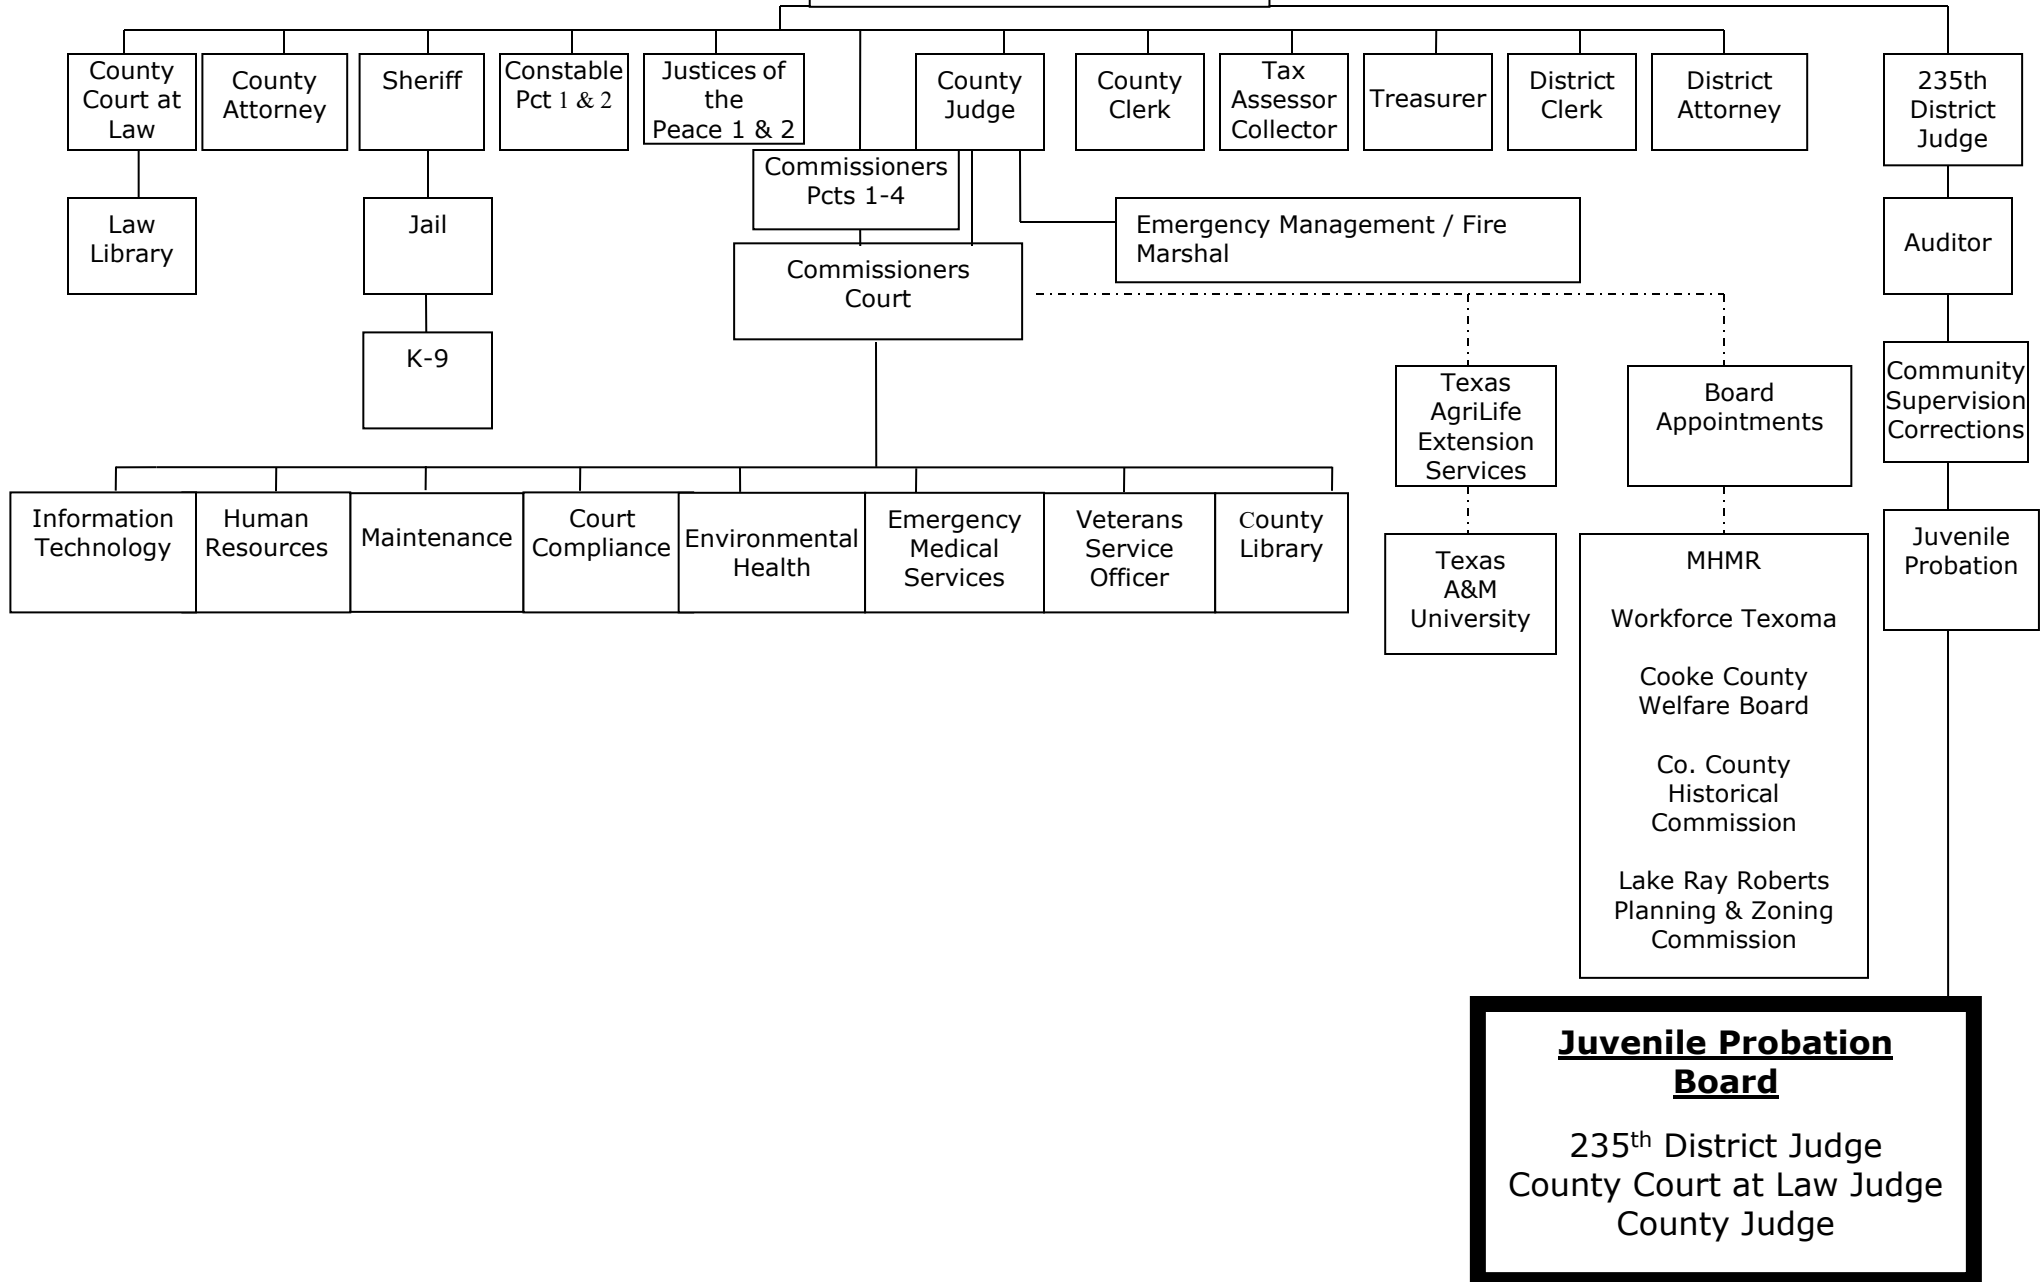 County
Court at
Law
County
Attorney
Sheriff
Constable
Pct 1 & 2
Justices of
the
Peace 1 & 2
County
Judge
County
Clerk
Tax
Assessor
Collector
Treasurer
District
Clerk
District
Attorney
235th
District
Judge
Commissioners
Pcts 1-4
Law
Library
Jail
Emergency Management / Fire
Marshal
Auditor
Commissioners
Court
K-9
Texas
AgriLife
Extension
Services
Board
Appointments
Community
Supervision
Corrections
Information
Technology
Human
Resources
Maintenance
Court
Compliance
Environmental
Health
Emergency
Medical
Services
Veterans
Service
Officer
County
Library
Texas
A&M
University
MHMR
Workforce Texoma
Cooke County
Welfare Board
Co. County
Historical
Commission
Lake Ray Roberts
Planning & Zoning
Commission
Juvenile
Probation
Juvenile Probation
Board
235th District Judge
County Court at Law Judge
County Judge